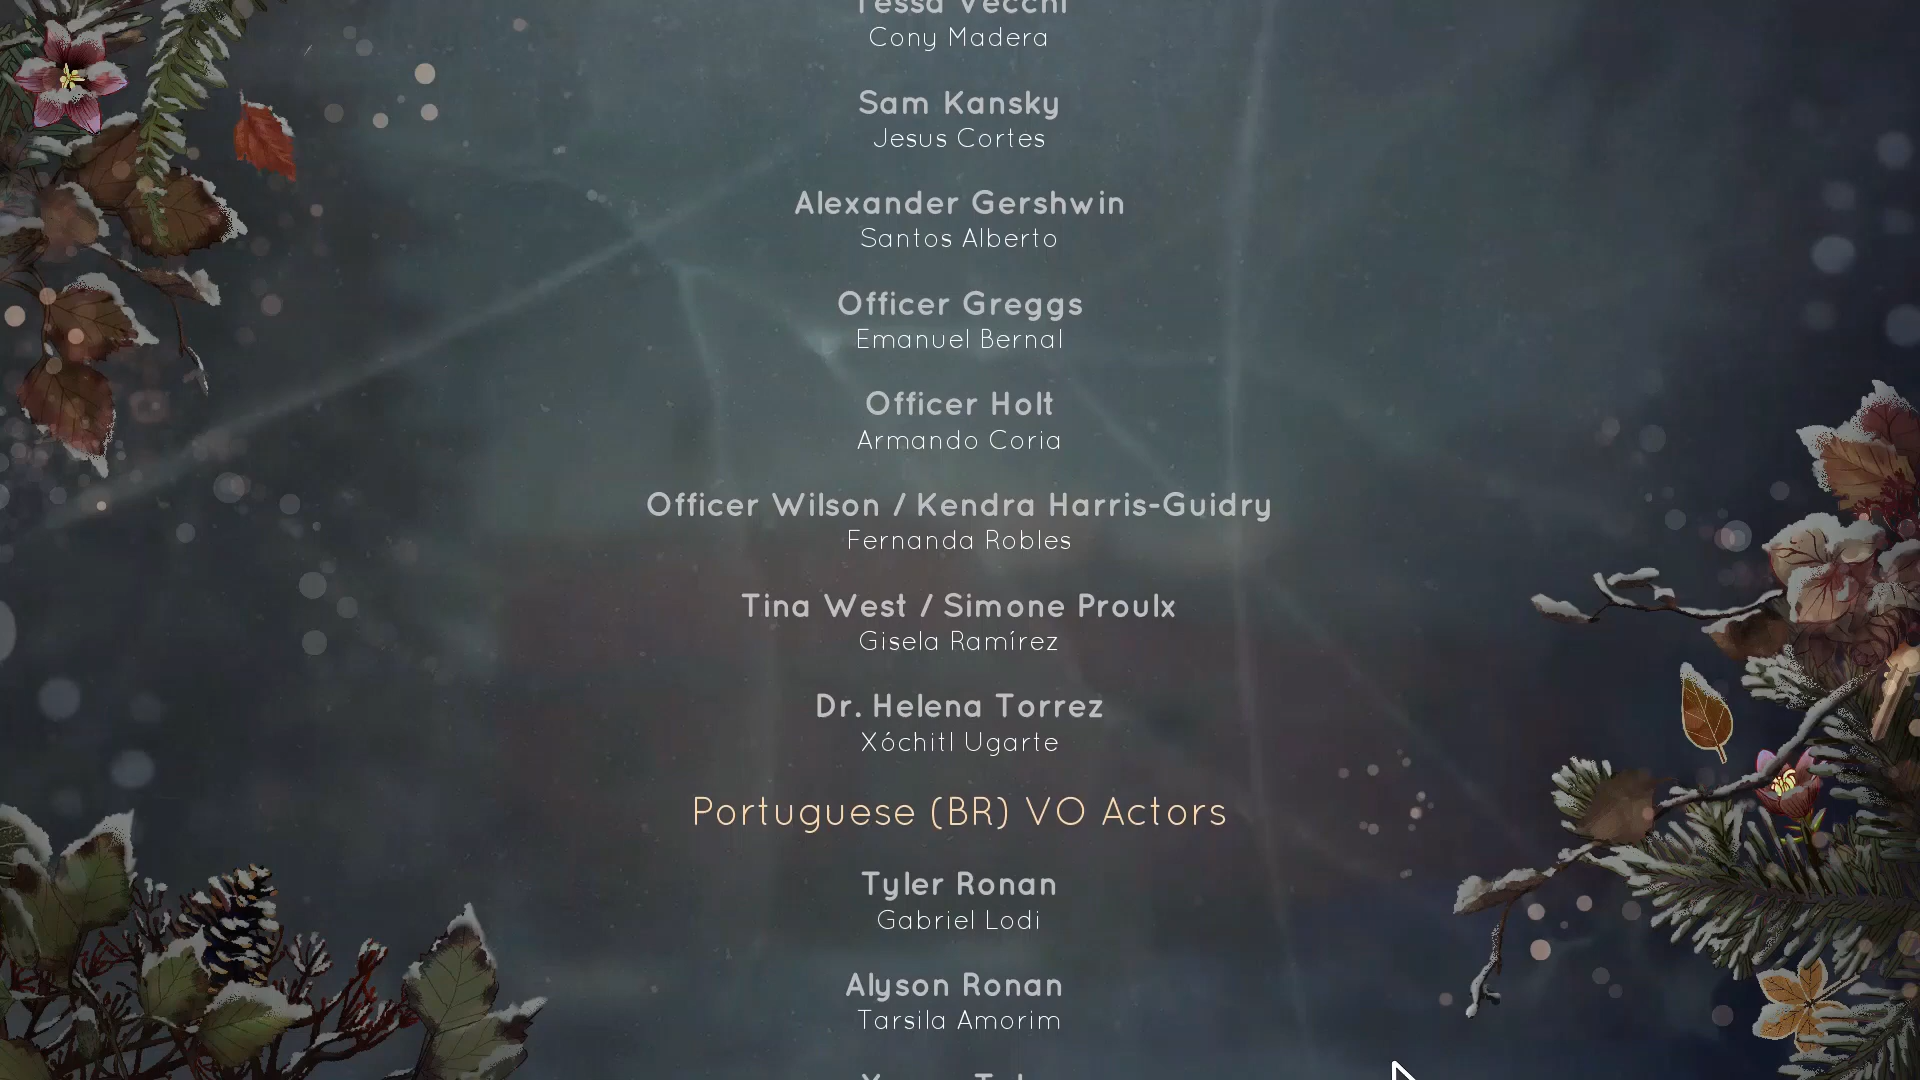 Tessa Vecchi
Cony Madera
Sam Kansky
Jesus Cortes
Alexander Gershwin
Santos Alberto
Officer Greggs
Emanuel Bernal
Officer Holt
Armando Coria
Officer Wilson / Kendra Harris-Guidry
Fernanda Robles
Tina West / Simone Proulx
Gisela Ramírez
Dr. Helena Torrez
Xóchitl Ugarte
Portuguese (BR) VO Actors
Tyler Ronan
Gabriel Lodi
Alyson Ronan
Tarsila Amorim